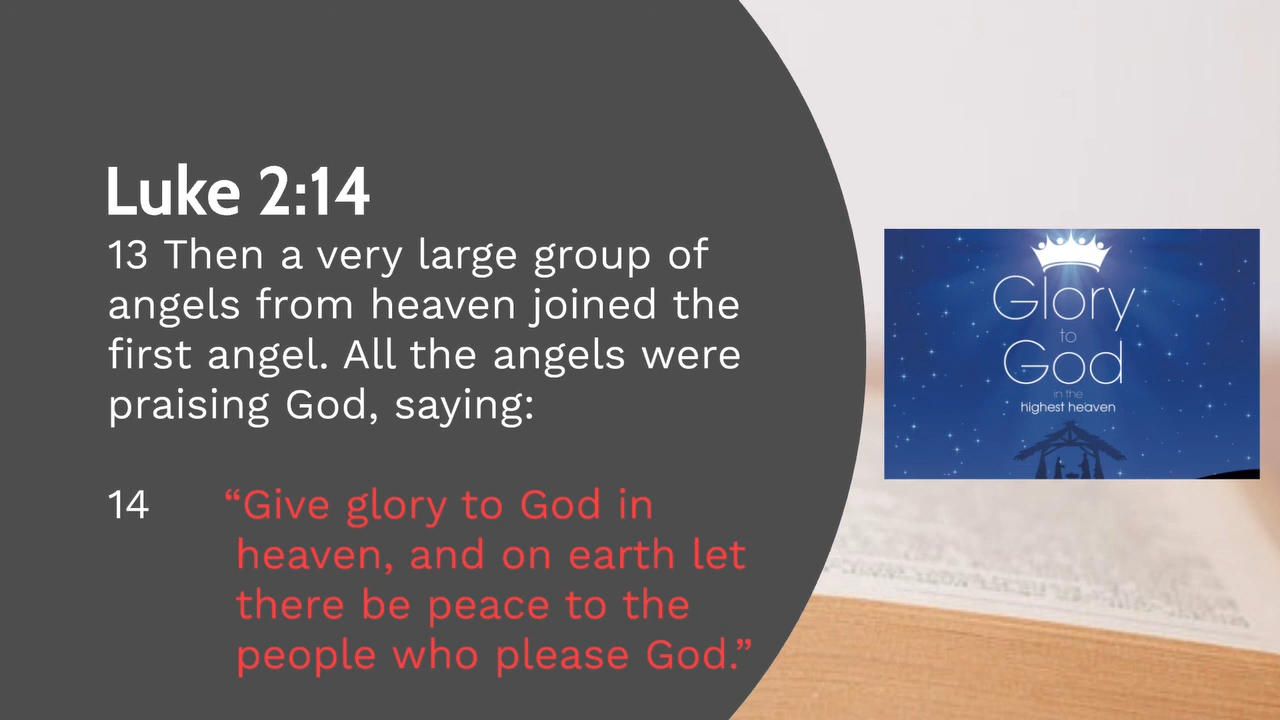 Luke 2:14
13 Then a very large group of
angels from heaven joined the
first angel. All the angels were
praising God, saying:
14 “Give glory to God in
heaven, and on earth let
there be peace to the
people who please God.”
Glory
to
God
in the
highest heaven